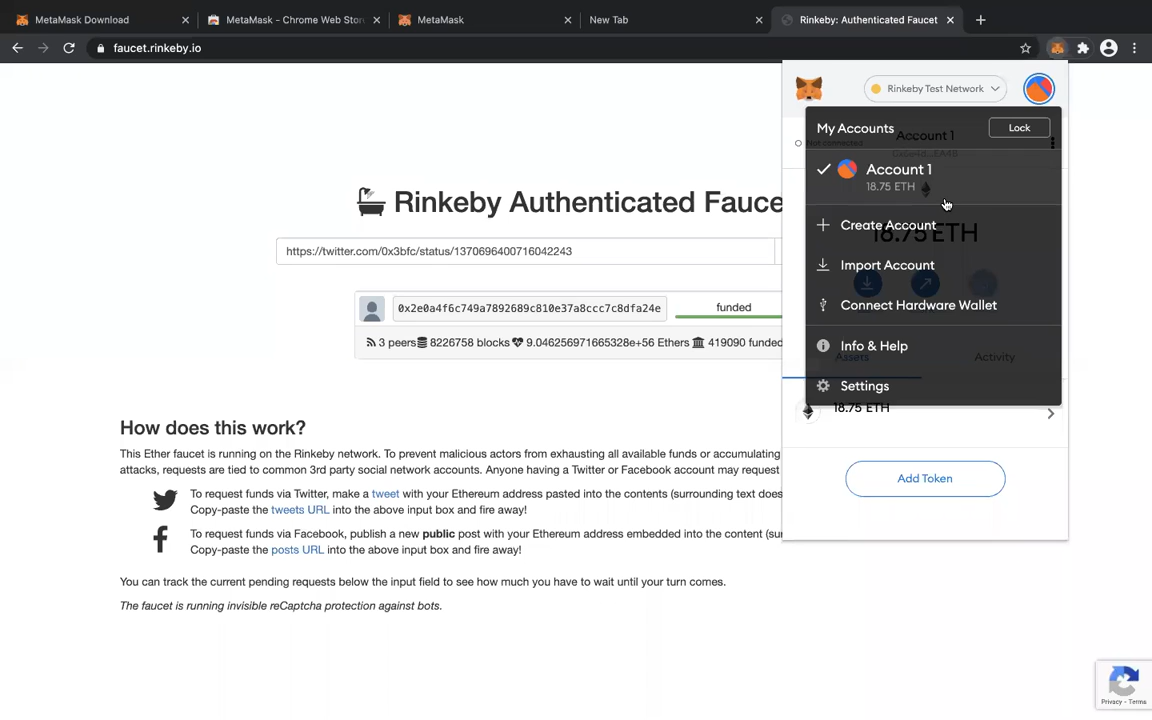 MetaMask Download
MetaMask - Chrome Web Stor
MetaMask
New Tab
Rinkeby: Authenticated Faucet
faucet.rinkeby.io
Rinkeby Test Network
My Accounts
Lock
Not connected
Account 1
Account 1
18.75 ETH
Create Account
18.75 ETH
Import Account
Connect Hardware Wallet
Info & Help
Assets
Activity
Settings
18.75 ETH
Add Token
Rinkeby Authenticated Fauce
https://twitter.com/0x3bfc/status/1370696400716042243
0x2e0a4f6c749a7892689c810e37a8ccc7c8dfa24e
funded
3 peers 8226758 blocks 9.046256971665328e+56 Ethers 419090 funded
How does this work?
This Ether faucet is running on the Rinkeby network. To prevent malicious actors from exhausting all available funds or accumulating
attacks, requests are tied to common 3rd party social network accounts. Anyone having a Twitter or Facebook account may request
To request funds via Twitter, make a tweet with your Ethereum address pasted into the contents (surrounding text does
Copy-paste the tweets URL into the above input box and fire away!
To request funds via Facebook, publish a new public post with your Ethereum address embedded into the content (su
Copy-paste the posts URL into the above input box and fire away!
You can track the current pending requests below the input field to see how much you have to wait until your turn comes.
The faucet is running invisible reCaptcha protection against bots.
Privacy - Terms